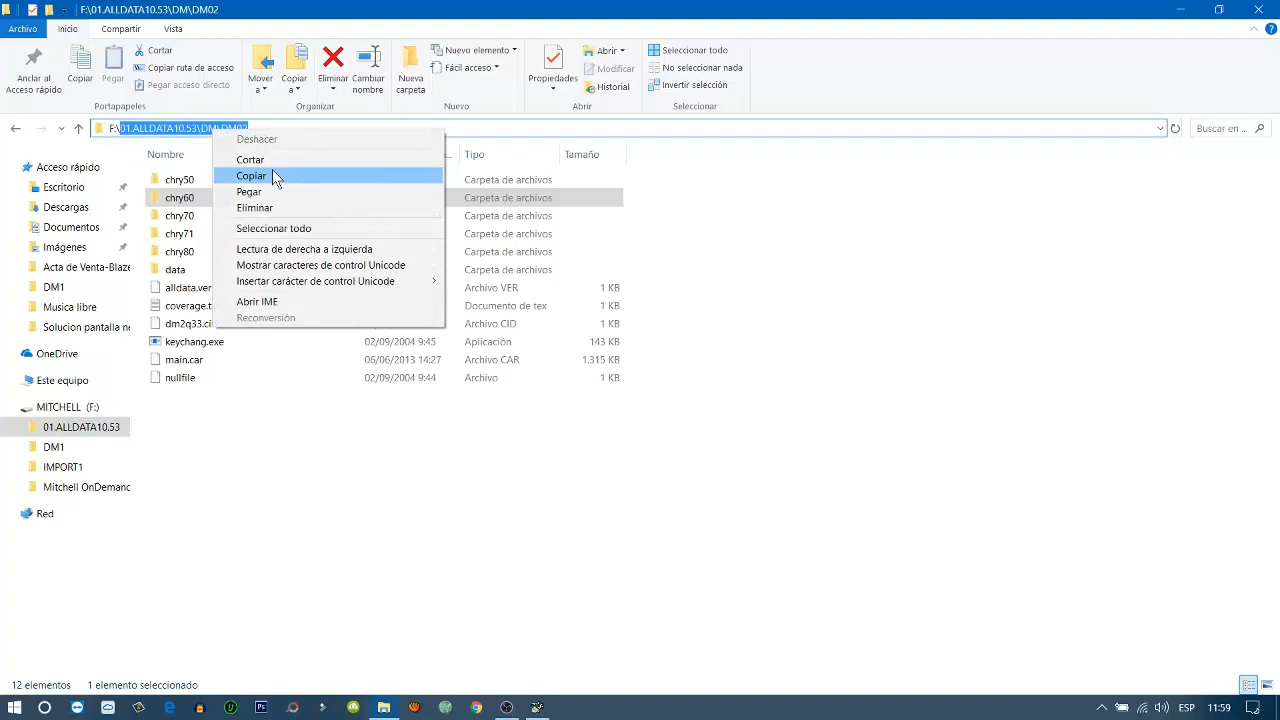 F:\01.ALLDATA10.53\DM\DM02
Archivo Inicio Compartir Vista
Anclar al Acceso rápido
Copiar
Pegar
Cortar
Copiar ruta de acceso
Pegar acceso directo
Portapapeles
Mover a
Copiar a
Eliminar
Cambiar nombre
Organizar
Nueva carpeta
Nuevo elemento
Fácil acceso
Nuevo
Propiedades
Abrir
Modificar
Historial
Abrir
Seleccionar todo
No seleccionar nada
Invertir selección
Seleccionar
F:\01.ALLDATA10.53\DM\DM02
Buscar en ...
Nombre Tipo Tamaño
Acceso rápido
Escritorio
Descargas
Documentos
Imágenes
Acta de Venta-Blaze
DM1
Musica libre
Solucion pantalla ne
OneDrive
Este equipo
MITCHELL (F:)
01.ALLDATA10.53
DM1
IMPORT1
Mitchell OnDemand
Red
chry50 Carpeta de archivos
chry60 Carpeta de archivos
chry70 Carpeta de archivos
chry71 Carpeta de archivos
chry80 Carpeta de archivos
data Carpeta de archivos
alldata.ver Archivo VER 1 KB
coverage.t Documento de tex 1 KB
dm2q33.ci Archivo CID 1 KB
keychang.exe 02/09/2004 9:45 Aplicación 143 KB
main.car 06/06/2013 14:27 Archivo CAR 1.315 KB
nullfile 02/09/2004 9:44 Archivo 1 KB
Deshacer
Cortar
Copiar
Pegar
Eliminar
Seleccionar todo
Lectura de derecha a izquierda
Mostrar caracteres de control Unicode
Insertar carácter de control Unicode
Abrir IME
Reconversión
12 elementos 1 elemento seleccionado
ESP 11:59